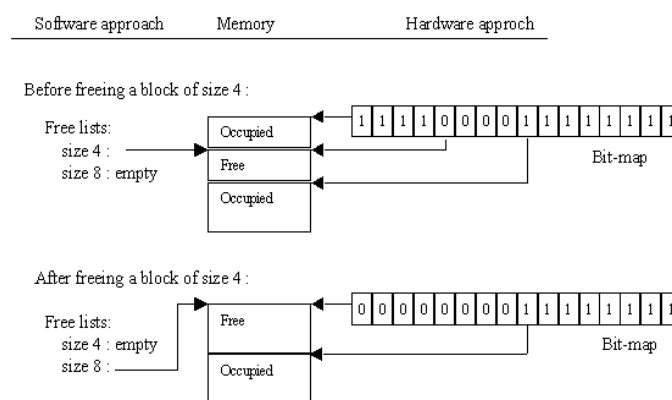 Software approach Memory Hardware approch
Before freeing a block of size 4 :
Free lists:
size 4 :
size 8 : empty
Occupied
Free
Occupied
1 1 1 1 0 0 0 0 1 1 1 1 1 1 1 1
Bit-map
After freeing a block of size 4 :
Free lists:
size 4 : empty
size 8 :
Free
Occupied
0 0 0 0 0 0 0 0 1 1 1 1 1 1 1 1
Bit-map